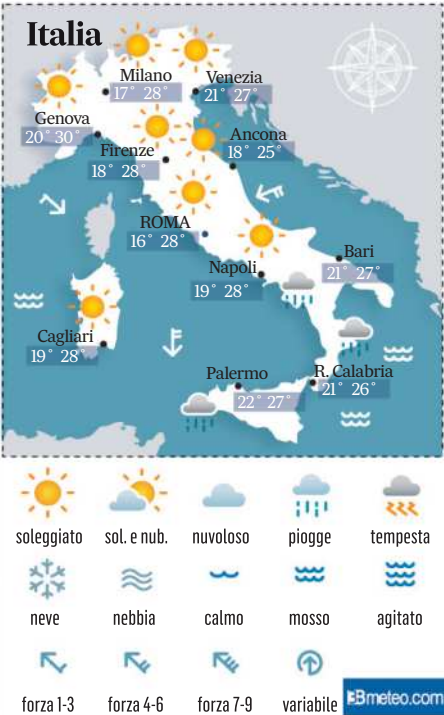 Italia
Milano
17° 28°
Venezia
21° 27°
Genova
20° 30°
Ancona
18° 25°
Firenze
18° 28°
ROMA
16° 28°
Bari
21° 27°
Napoli
19° 28°
Cagliari
19° 28°
Palermo
22° 27°
R. Calabria
21° 26°
soleggiato sol. e nub. nuvoloso piogge tempesta
neve nebbia calmo mosso agitato
forza 1-3 forza 4-6 forza 7-9 variabile
3Bmeteo.com